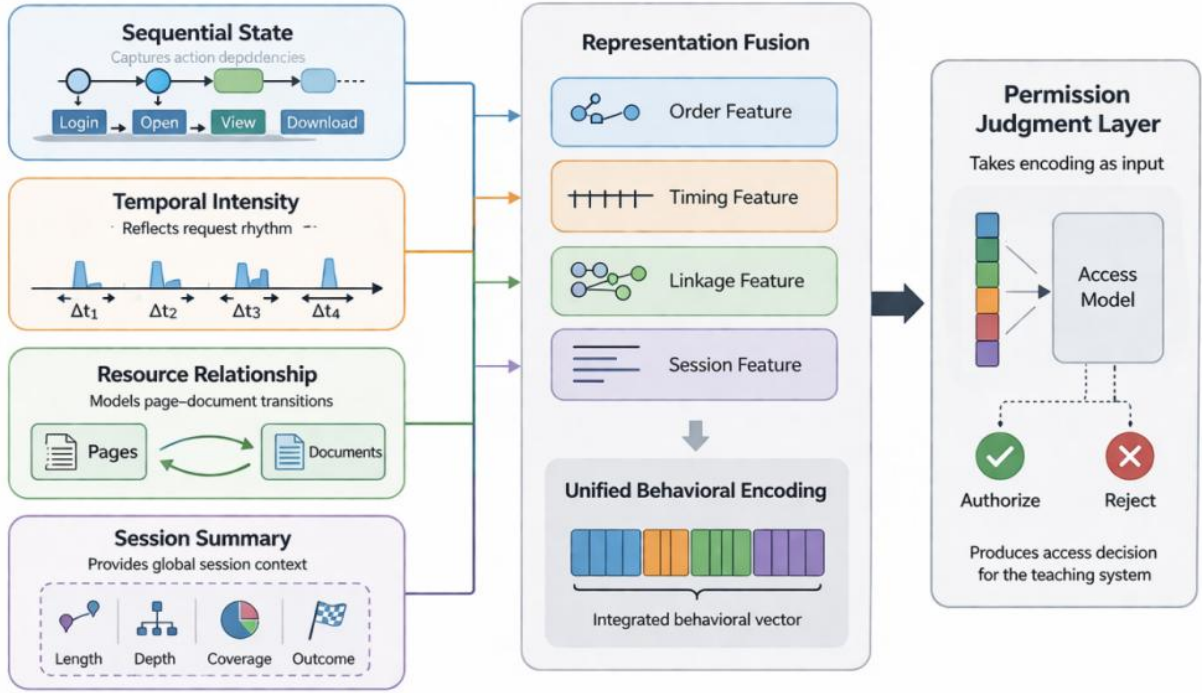 Sequential State
Captures action depddencies
Login
Open
View
Download
Temporal Intensity
Reflects request rhythm
Δt₁
Δt₂
Δt₃
Δt₄
Resource Relationship
Models page–document transitions
Pages
Documents
Session Summary
Provides global session context
Length
Depth
Coverage
Outcome
Representation Fusion
Order Feature
Timing Feature
Linkage Feature
Session Feature
Unified Behavioral Encoding
Integrated behavioral vector
Permission
Judgment Layer
Takes encoding as input
Access
Model
Authorize
Reject
Produces access decision
for the teaching system